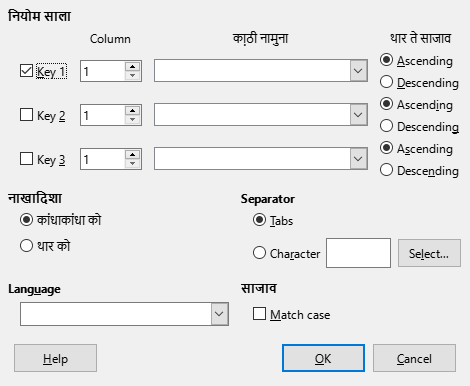 नियोम साला
Column का़ठी नामुना थार ते साजाव
Key 1 1 Ascending
Descending
Key 2 1 Ascending
Descending
Key 3 1 Ascending
Descending
नाखादिशा Separator
कांधाकांधा को Tabs
थार को Character Select...
Language साजाव
Match case
Help OK Cancel